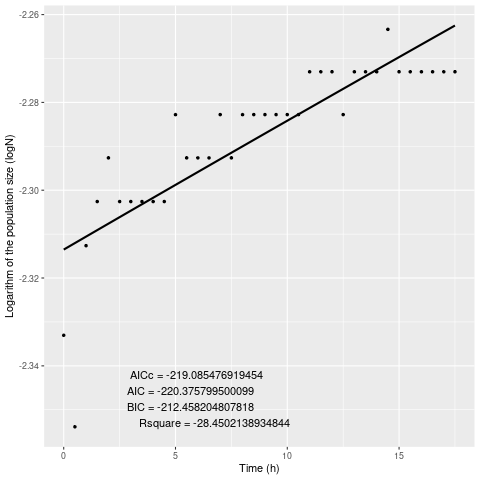 -2.26
-2.28
-2.30
-2.32
-2.34
Logarithm of the population size (logN)
AICc = -219.085476919454
AIC = -220.375799500099
BIC = -212.458204807818
Rsquare = -28.4502138934844
0
5
10
15
Time (h)